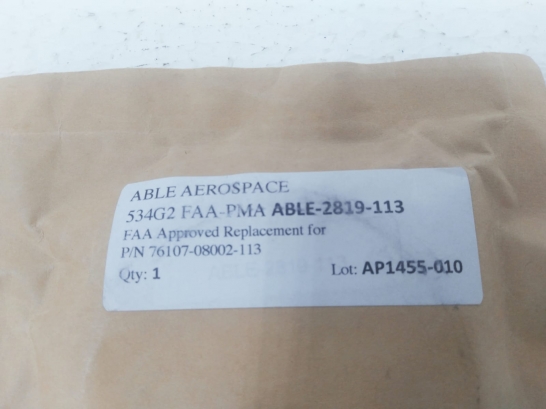 ABLE AEROSPACE
534G2 FAA-PMA ABLE-2819-113
FAA Approved Replacement for
P/N 76107-08002-113
Qty: 1 Lot: AP1455-010